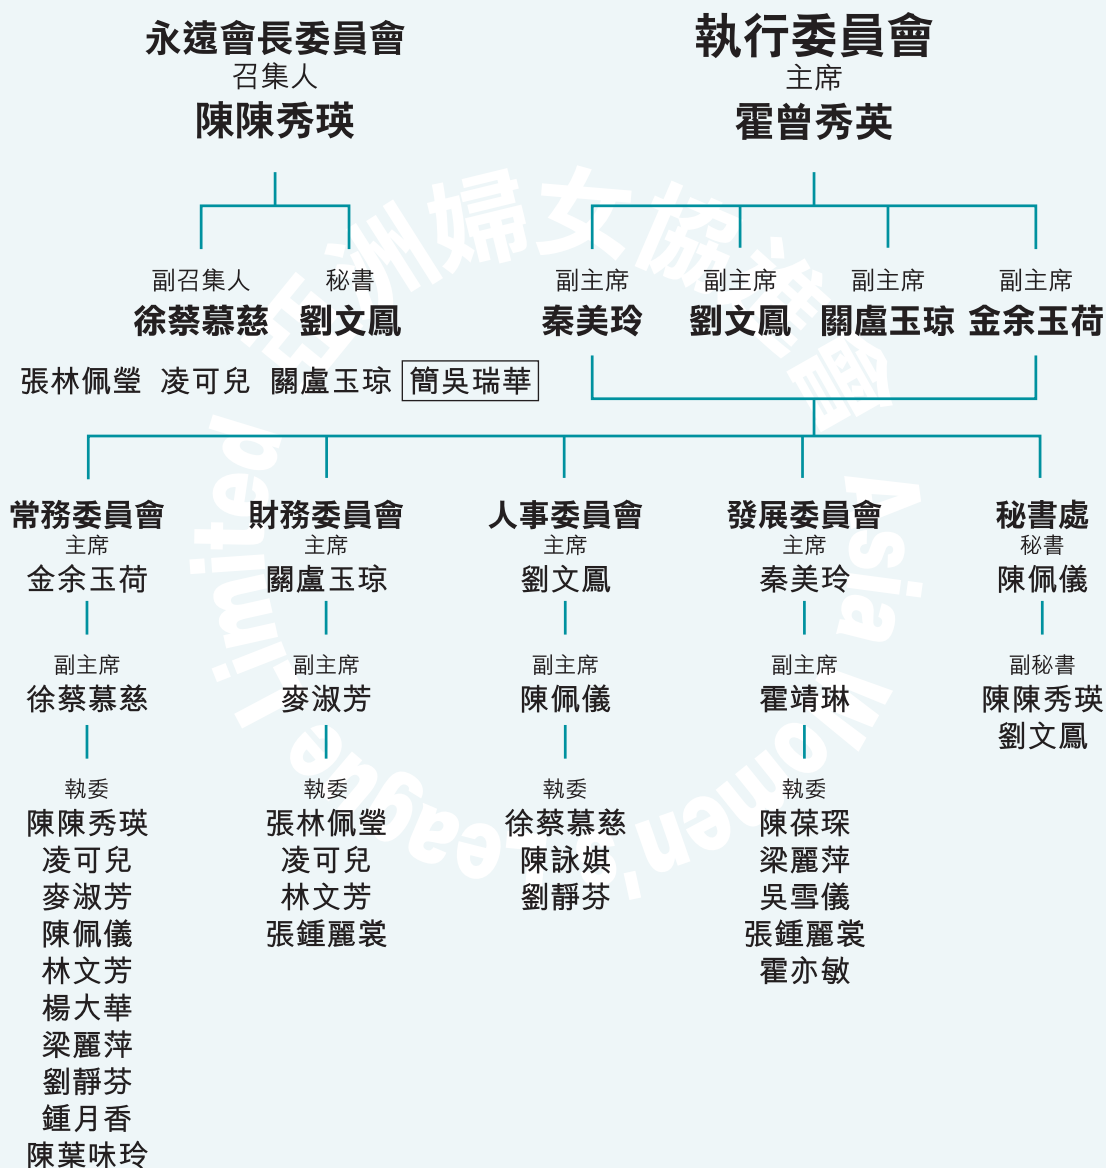 永遠會長委員會
召集人
陳陳秀瑛
執行委員會
主席
霍曾秀英
副召集人
徐蔡慕慈
秘書
劉文鳳
張林佩瑩 凌可兒 關盧玉琼 簡吳瑞華
副主席
秦美玲
副主席
劉文鳳
副主席
關盧玉琼
副主席
金余玉荷
常務委員會
主席
金余玉荷
副主席
徐蔡慕慈
執委
陳陳秀瑛
凌可兒
麥淑芳
陳佩儀
林文芳
楊大華
梁麗萍
劉靜芬
鍾月香
陳葉味玲
財務委員會
主席
關盧玉琼
副主席
麥淑芳
執委
張林佩瑩
凌可兒
林文芳
張鍾麗裳
人事委員會
主席
劉文鳳
副主席
陳佩儀
執委
徐蔡慕慈
陳詠娸
劉靜芬
發展委員會
主席
秦美玲
副主席
霍靖琳
執委
陳葆琛
梁麗萍
吳雪儀
張鍾麗裳
霍亦敏
秘書處
秘書
陳佩儀
副秘書
陳陳秀瑛
劉文鳳
亞洲婦女協進會
Asia Women's League Limited